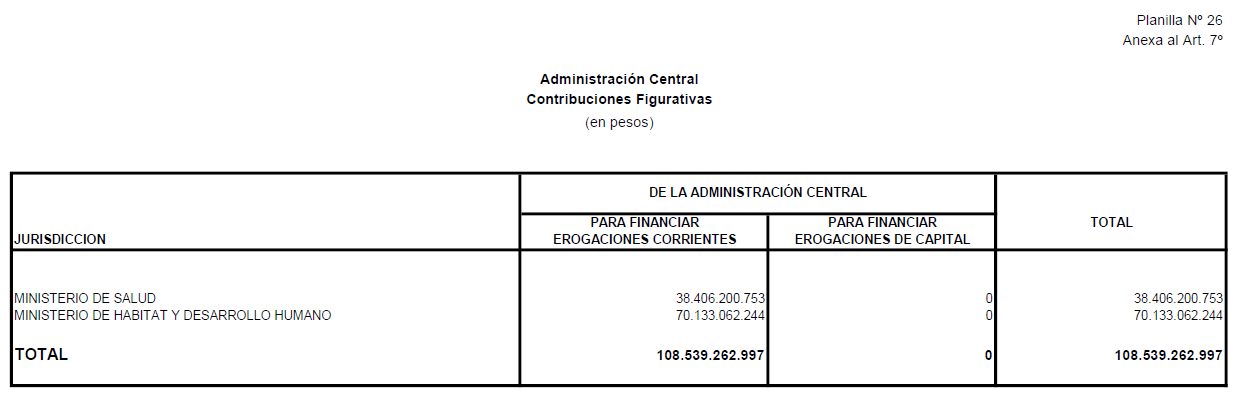 Planilla Nº 26
Anexa al Art. 7º
Administración Central
Contribuciones Figurativas
(en pesos)
DE LA ADMINISTRACIÓN CENTRAL
PARA FINANCIAR PARA FINANCIAR TOTAL
JURISDICCION EROGACIONES CORRIENTES EROGACIONES DE CAPITAL
MINISTERIO DE SALUD 38.406.200.753 0 38.406.200.753
MINISTERIO DE HABITAT Y DESARROLLO HUMANO 70.133.062.244 0 70.133.062.244
TOTAL 108.539.262.997 0 108.539.262.997